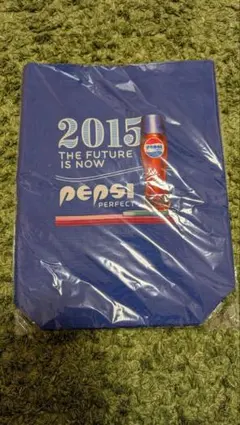 2015
THE FUTURE
IS NOW
PEPSI
PERFECT